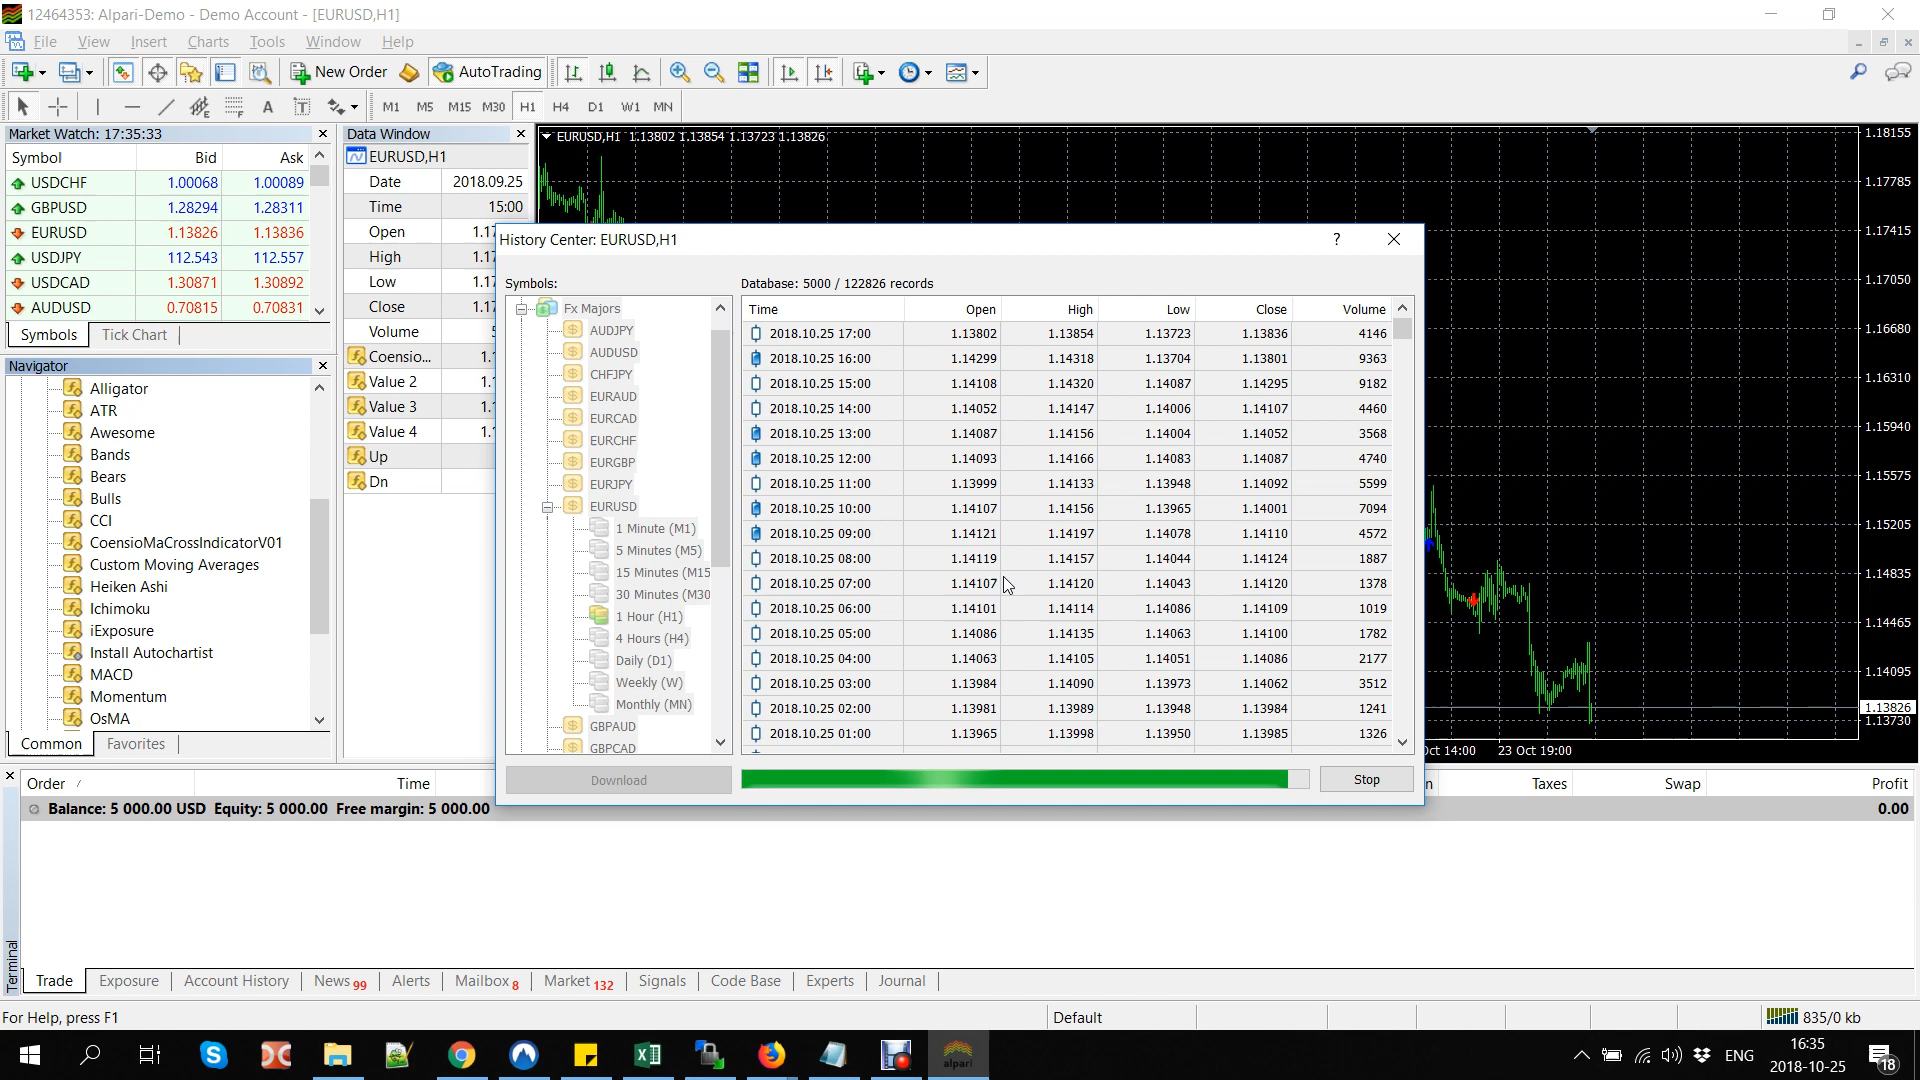 12464353: Alpari-Demo - Demo Account - [EURUSD,H1]
File View Insert Charts Tools Window Help
New Order AutoTrading
A T M1 M5 M15 M30 H1 H4 D1 W1 MN
Market Watch: 17:35:33
Symbol Bid Ask
USDCHF 1.00068 1.00089
GBPUSD 1.28294 1.28311
EURUSD 1.13826 1.13836
USDJPY 112.543 112.557
USDCAD 1.30871 1.30892
AUDUSD 0.70815 0.70831
Symbols Tick Chart
Navigator
Alligator
ATR
Awesome
Bands
Bears
Bulls
CCI
CoensioMaCrossIndicatorV01
Custom Moving Averages
Heiken Ashi
Ichimoku
iExposure
Install Autochartist
MACD
Momentum
OsMA
Common Favorites
Data Window
EURUSD,H1
Date 2018.09.25
Time 15:00
Open
High
Low
Close
Volume
Coensio...
Value 2
Value 3
Value 4
Up
Dn
EURUSD,H1 1.13802 1.13854 1.13723 1.13826
1.18155
1.17785
1.17415
1.17050
1.16680
1.16310
1.15940
1.15575
1.15205
1.14835
1.14465
1.14095
1.13826
1.13730
14:00 23 Oct 19:00
History Center: EURUSD,H1
Symbols:
Fx Majors
AUDJPY
AUDUSD
CHFJPY
EURAUD
EURCAD
EURCHF
EURGBP
EURJPY
EURUSD
1 Minute (M1)
5 Minutes (M5)
15 Minutes (M15
30 Minutes (M30
1 Hour (H1)
4 Hours (H4)
Daily (D1)
Weekly (W)
Monthly (MN)
GBPAUD
GBPCAD
Database: 5000 / 122826 records
Time Open High Low Close Volume
2018.10.25 17:00 1.13802 1.13854 1.13723 1.13836 4146
2018.10.25 16:00 1.14299 1.14318 1.13704 1.13801 9363
2018.10.25 15:00 1.14108 1.14320 1.14087 1.14295 9182
2018.10.25 14:00 1.14052 1.14147 1.14006 1.14107 4460
2018.10.25 13:00 1.14087 1.14156 1.14004 1.14052 3568
2018.10.25 12:00 1.14093 1.14166 1.14083 1.14087 4740
2018.10.25 11:00 1.13999 1.14133 1.13948 1.14092 5599
2018.10.25 10:00 1.14107 1.14156 1.13965 1.14001 7094
2018.10.25 09:00 1.14121 1.14197 1.14078 1.14110 4572
2018.10.25 08:00 1.14119 1.14157 1.14044 1.14124 1887
2018.10.25 07:00 1.14107 1.14120 1.14043 1.14120 1378
2018.10.25 06:00 1.14101 1.14114 1.14086 1.14109 1019
2018.10.25 05:00 1.14086 1.14135 1.14063 1.14100 1782
2018.10.25 04:00 1.14063 1.14105 1.14051 1.14086 2177
2018.10.25 03:00 1.13984 1.14090 1.13973 1.14062 3512
2018.10.25 02:00 1.13981 1.13989 1.13948 1.13984 1241
2018.10.25 01:00 1.13965 1.13998 1.13950 1.13985 1326
Download Stop
Order / Time Taxes Swap Profit
Balance: 5 000.00 USD Equity: 5 000.00 Free margin: 5 000.00 0.00
Terminal
Trade Exposure Account History News 99 Alerts Mailbox 8 Market 132 Signals Code Base Experts Journal
For Help, press F1 Default 835/0 kb
alpari
ENG
16:35
2018-10-25
18